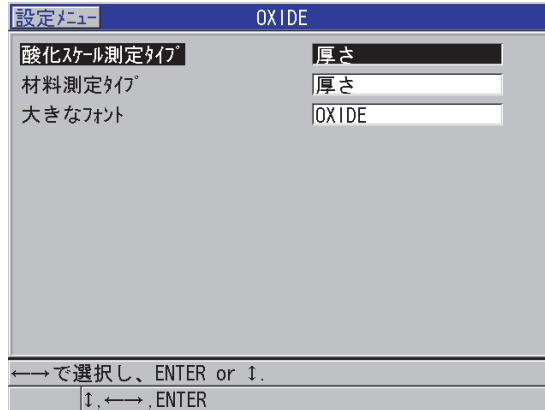 設定ﾒﾆｭｰ OXIDE
酸化ｽｹｰﾙ測定ﾀｲﾌﾟ 厚さ
材料測定ﾀｲﾌﾟ 厚さ
大きなﾌｫﾝﾄ OXIDE
←→で選択し、ENTER or ↕.
↕,←→,ENTER